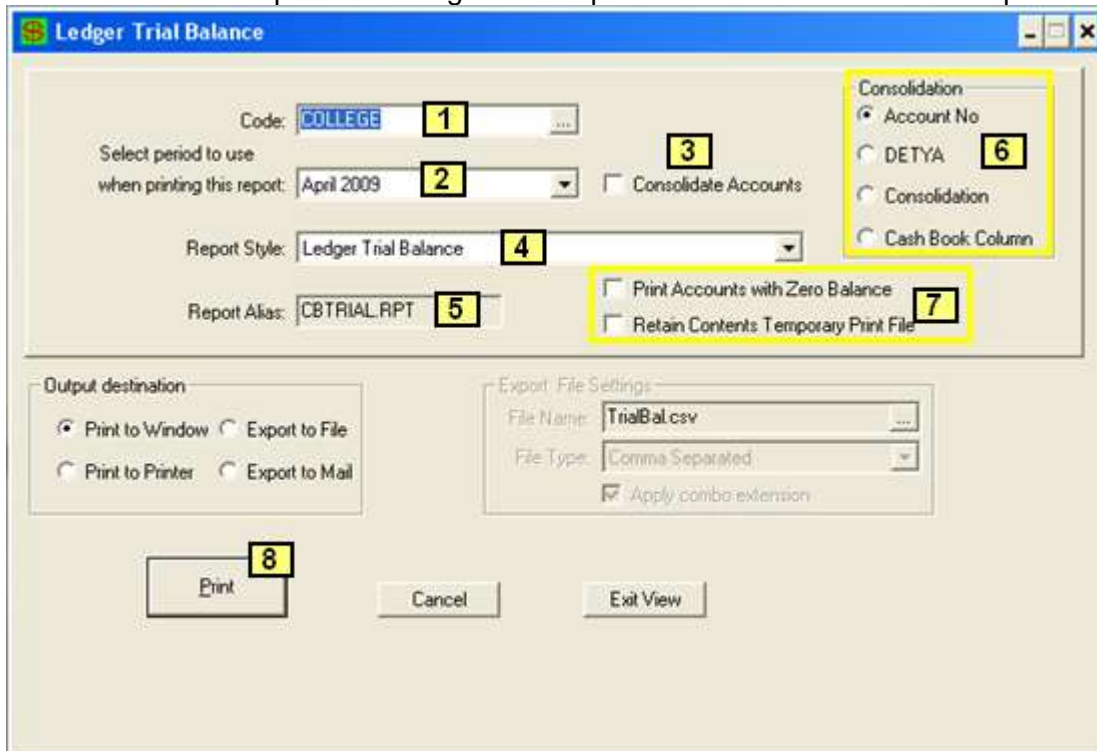 Ledger Trial Balance
Consolidation
Code: COLLEGE 1 ...
Account No
Select period to use
when printing this report: April 2009 2
3
Consolidate Accounts
DETYA 6
Consolidation
Cash Book Column
Report Style: Ledger Trial Balance 4
Print Accounts with Zero Balance
Report Alias: CBTRIAL.RPT 5
Retain Contents Temporary Print File 7
Output destination
Print to Window Export to File
Print to Printer Export to Mail
Export File Settings
File Name: TrialBal.csv ...
File Type: Comma Separated
Apply combo extension
8
Print
Cancel
Exit View